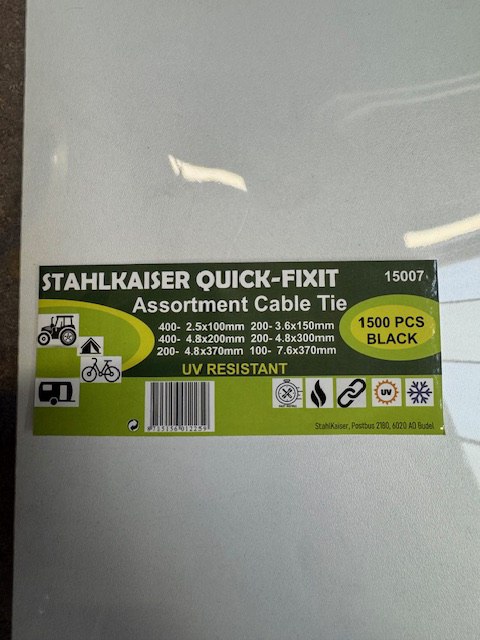 STAHLKAISER QUICK-FIXIT 15007
Assortment Cable Tie
400- 2.5x100mm 200- 3.6x150mm
400- 4.8x200mm 200- 4.8x300mm
200- 4.8x370mm 100- 7.6x370mm
1500 PCS
BLACK
UV RESISTANT
UV
8715156012259
StahlKaiser, Postbus 2180, 6020 AD Budel